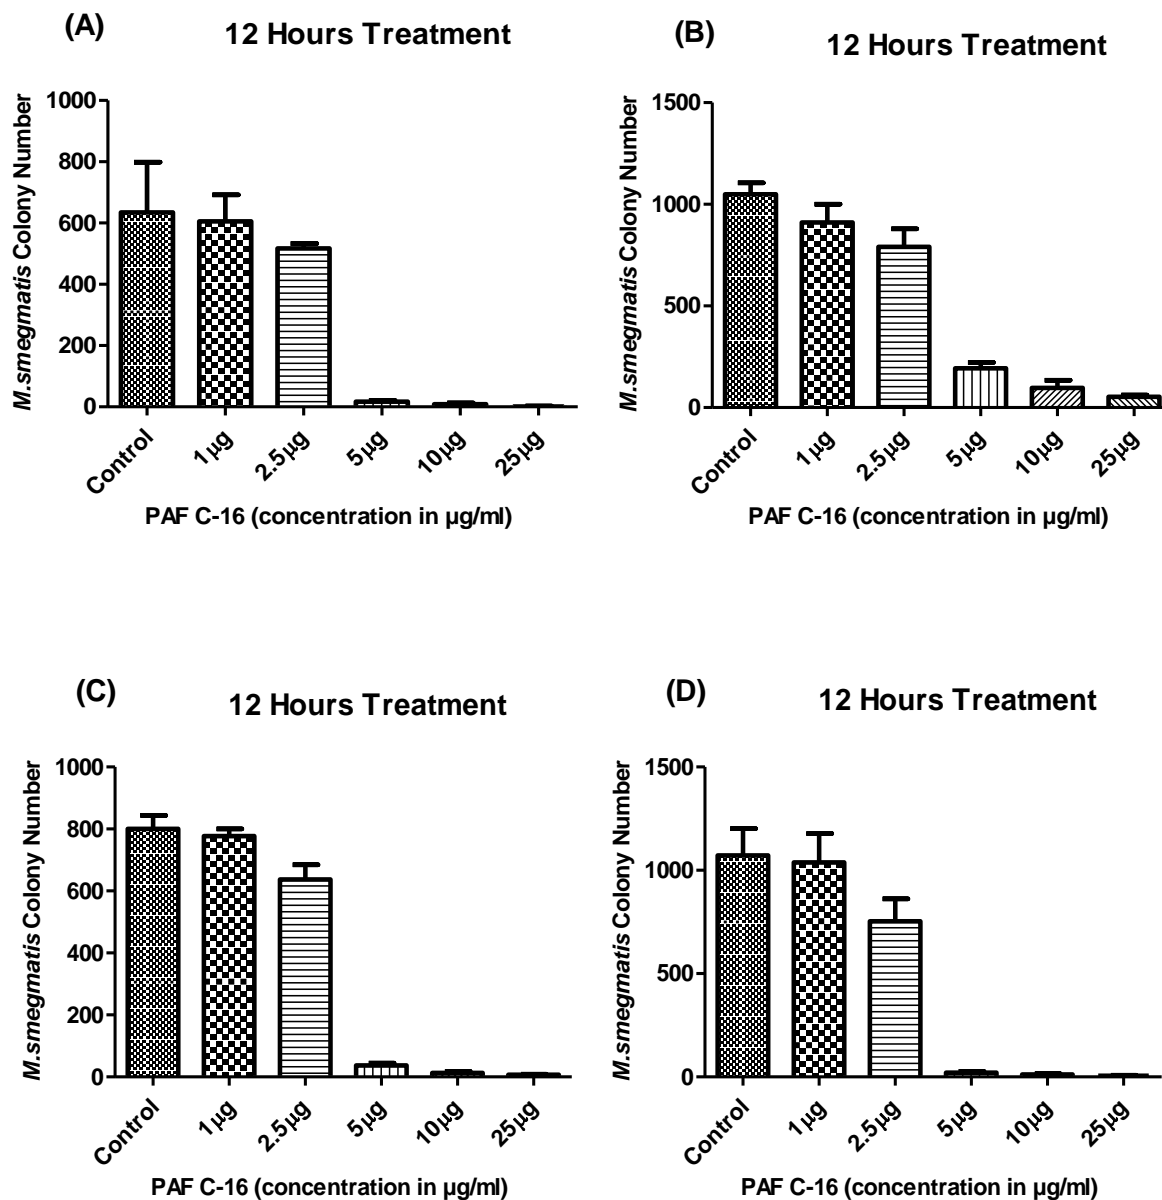 (A)
12 Hours Treatment
M.smegmatis Colony Number
1000
800
600
400
200
0
Control
1µg
2.5µg
5µg
10µg
25µg
PAF C-16 (concentration in µg/ml)
(B)
12 Hours Treatment
M.smegmatis Colony Number
1500
1000
500
0
Control
1µg
2.5µg
5µg
10µg
25µg
PAF C-16 (concentration in µg/ml)
(C)
12 Hours Treatment
M.smegmatis Colony Number
1000
800
600
400
200
0
Control
1µg
2.5µg
5µg
10µg
25µg
PAF C-16 (concentration in µg/ml)
(D)
12 Hours Treatment
M.smegmatis Colony Number
1500
1000
500
0
Control
1µg
2.5µg
5µg
10µg
25µg
PAF C-16 (concentration in µg/ml)